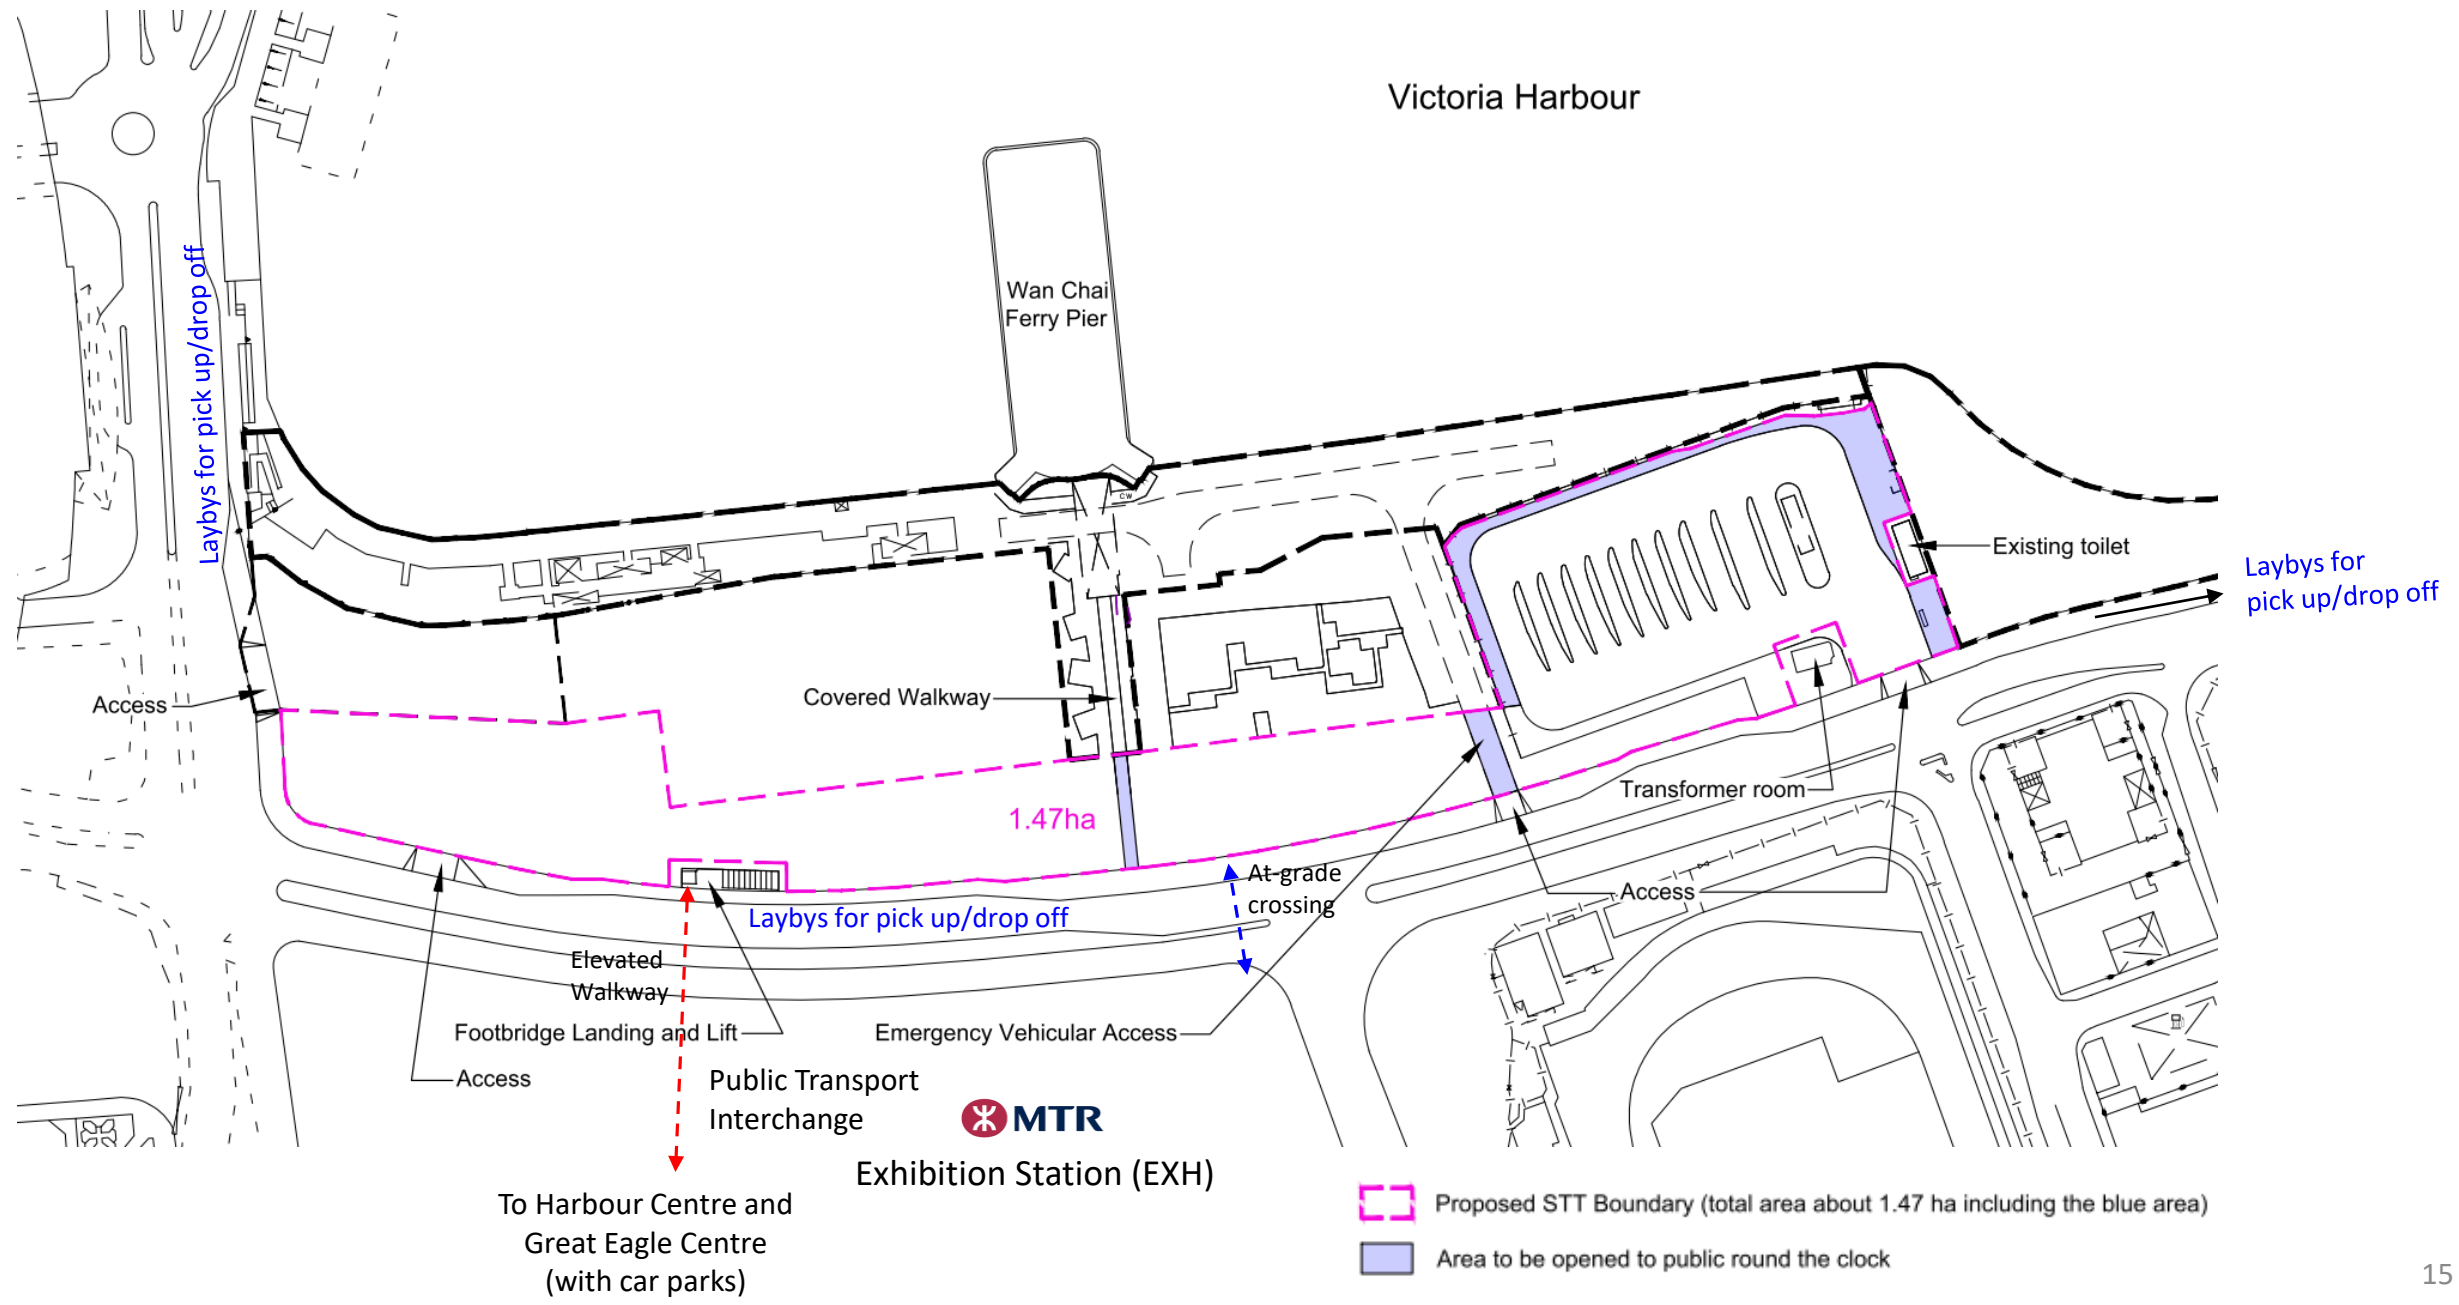 Victoria Harbour
Wan Chai
Ferry Pier
Laybys for pick up/drop off
CW
Existing toilet
Laybys for
pick up/drop off
Access
Covered Walkway
Transformer room
1.47ha
At-grade
crossing
Access
Laybys for pick up/drop off
Elevated
Walkway
Footbridge Landing and Lift
Emergency Vehicular Access
Access
Public Transport
Interchange
MTR
Exhibition Station (EXH)
To Harbour Centre and
Great Eagle Centre
(with car parks)
Proposed STT Boundary (total area about 1.47 ha including the blue area)
Area to be opened to public round the clock
15